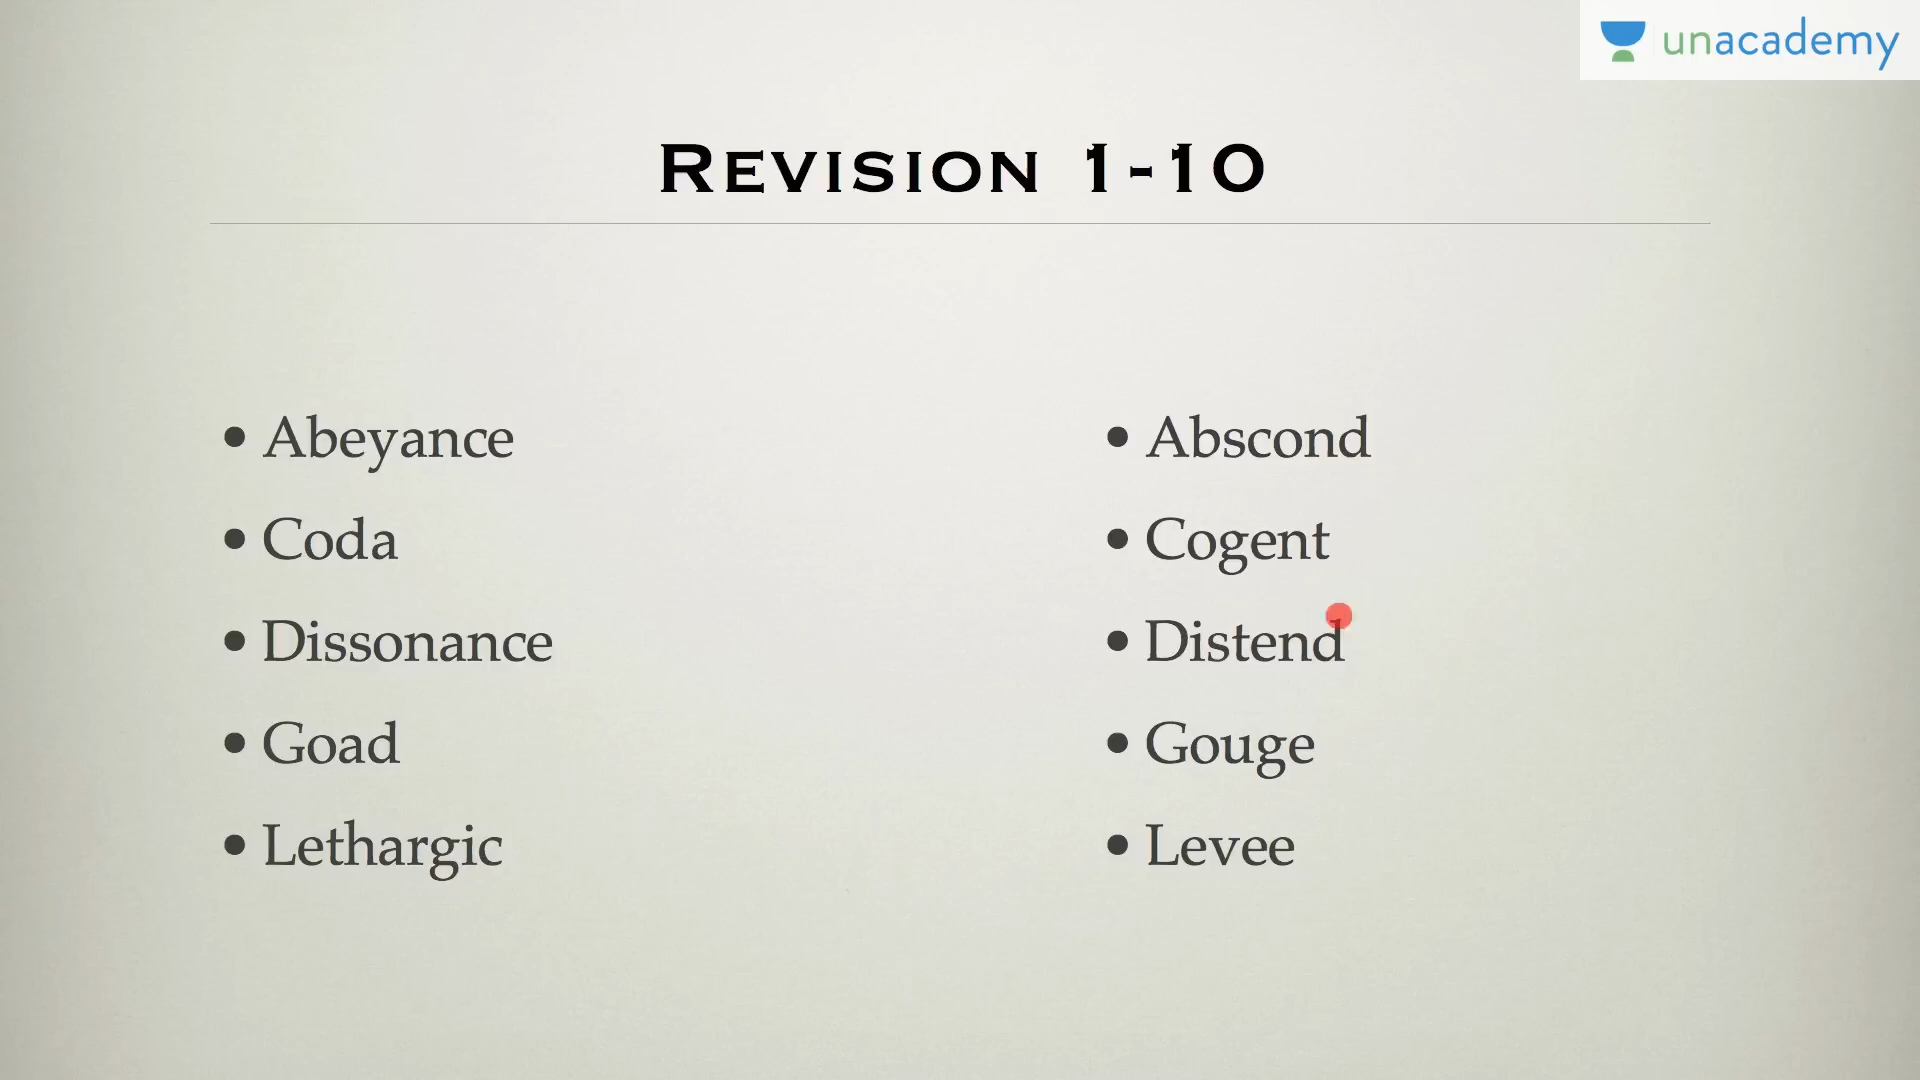 unacademy
REVISION 1-10
• Abeyance
• Coda
• Dissonance
• Goad
• Lethargic
• Abscond
• Cogent
• Distend
• Gouge
• Levee